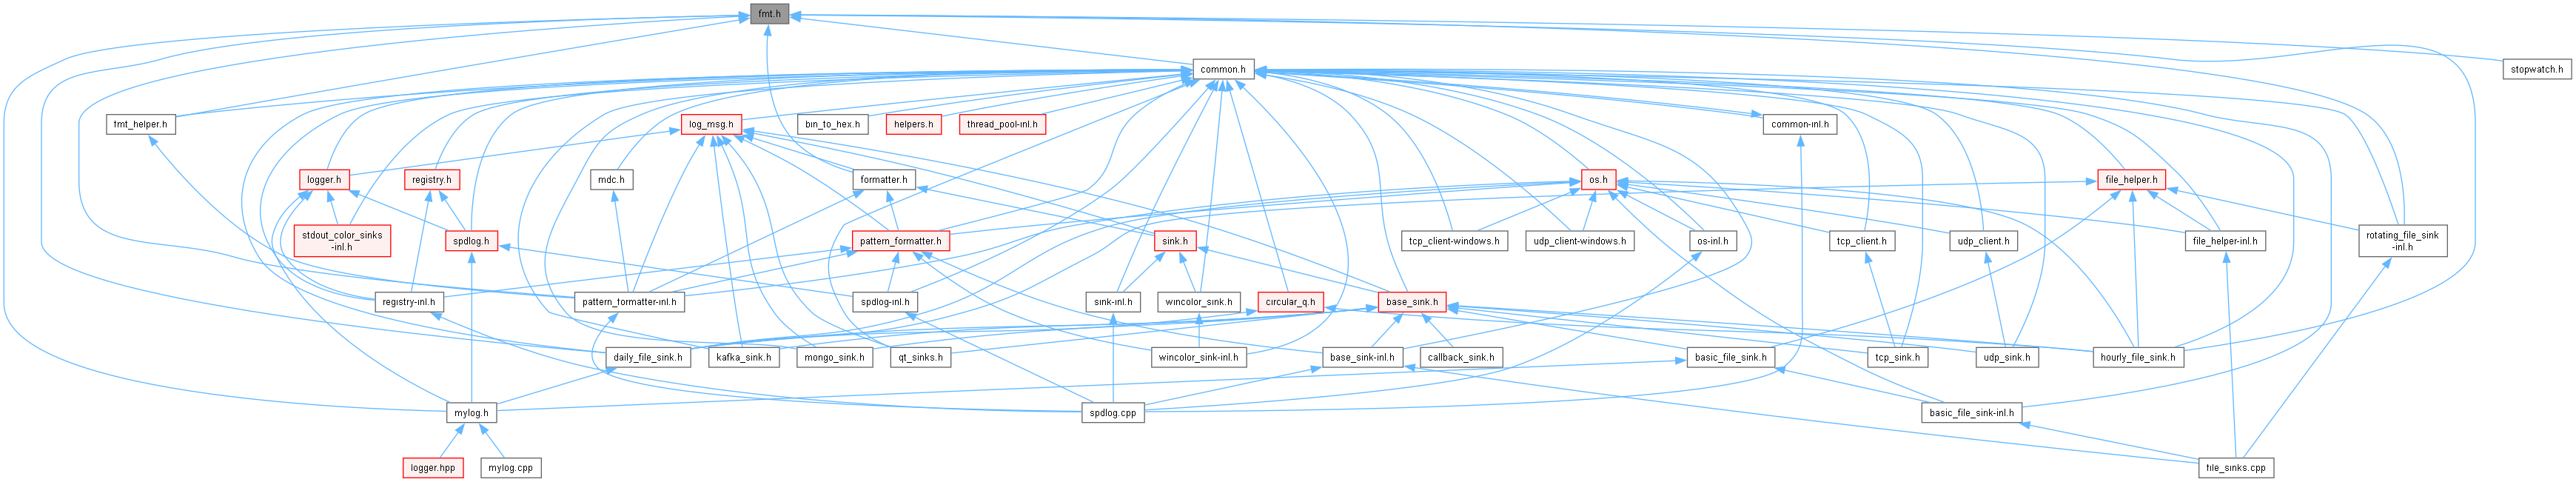 fmt.h
common.h
stopwatch.h
fmt_helper.h
log_msg.h
bin_to_hex.h
helpers.h
thread_pool-inl.h
common-inl.h
logger.h
registry.h
mdc.h
formatter.h
os.h
file_helper.h
stdout_color_sinks
-inl.h
spdlog.h
pattern_formatter.h
sink.h
tcp_client-windows.h
udp_client-windows.h
os-inl.h
tcp_client.h
udp_client.h
file_helper-inl.h
rotating_file_sink
-inl.h
registry-inl.h
pattern_formatter-inl.h
spdlog-inl.h
sink-inl.h
wincolor_sink.h
circular_q.h
base_sink.h
daily_file_sink.h
kafka_sink.h
mongo_sink.h
qt_sinks.h
wincolor_sink-inl.h
base_sink-inl.h
callback_sink.h
basic_file_sink.h
tcp_sink.h
udp_sink.h
hourly_file_sink.h
mylog.h
spdlog.cpp
basic_file_sink-inl.h
logger.hpp
mylog.cpp
file_sinks.cpp